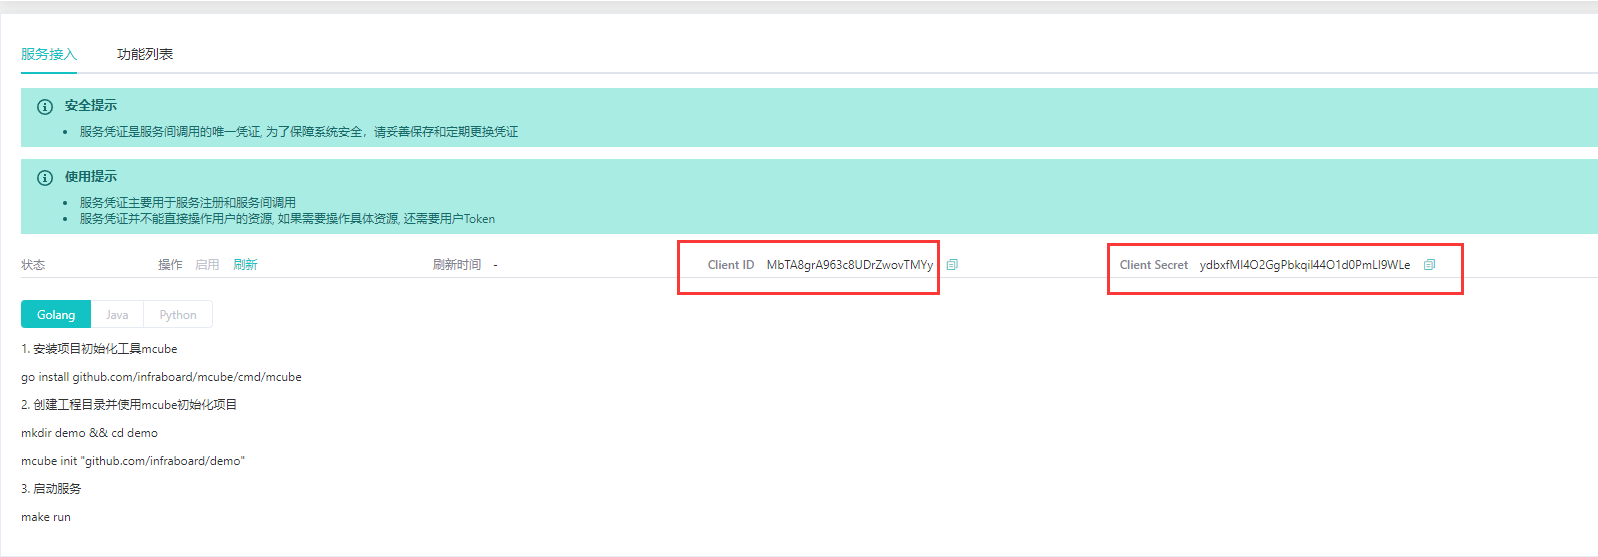 服务接入 功能列表
安全提示
服务凭证是服务间调用的唯一凭证, 为了保障系统安全，请妥善保存和定期更换凭证
使用提示
服务凭证主要用于服务注册和服务间调用
服务凭证并不能直接操作用户的资源, 如果需要操作具体资源, 还需要用户Token
状态 操作 启用 刷新 刷新时间 - Client ID MbTA8grA963c8UDrZwovTMYy Client Secret ydbxfMl4O2GgPbkqil44O1d0PmLl9WLe
Golang Java Python
1. 安装项目初始化工具mcube
go install github.com/infraboard/mcube/cmd/mcube
2. 创建工程目录并使用mcube初始化项目
mkdir demo && cd demo
mcube init "github.com/infraboard/demo"
3. 启动服务
make run